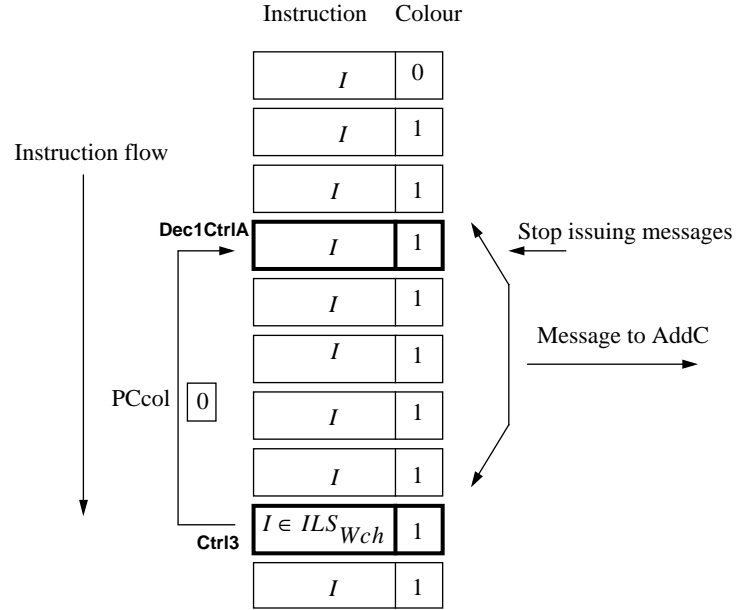 Instruction Colour
I 0
I 1
Instruction flow
I 1
Dec1CtrlA
I 1
Stop issuing messages
I 1
I 1
Message to AddC
PCcol 0
I 1
I 1
I ∈ ILS_Wch 1
Ctrl3
I 1